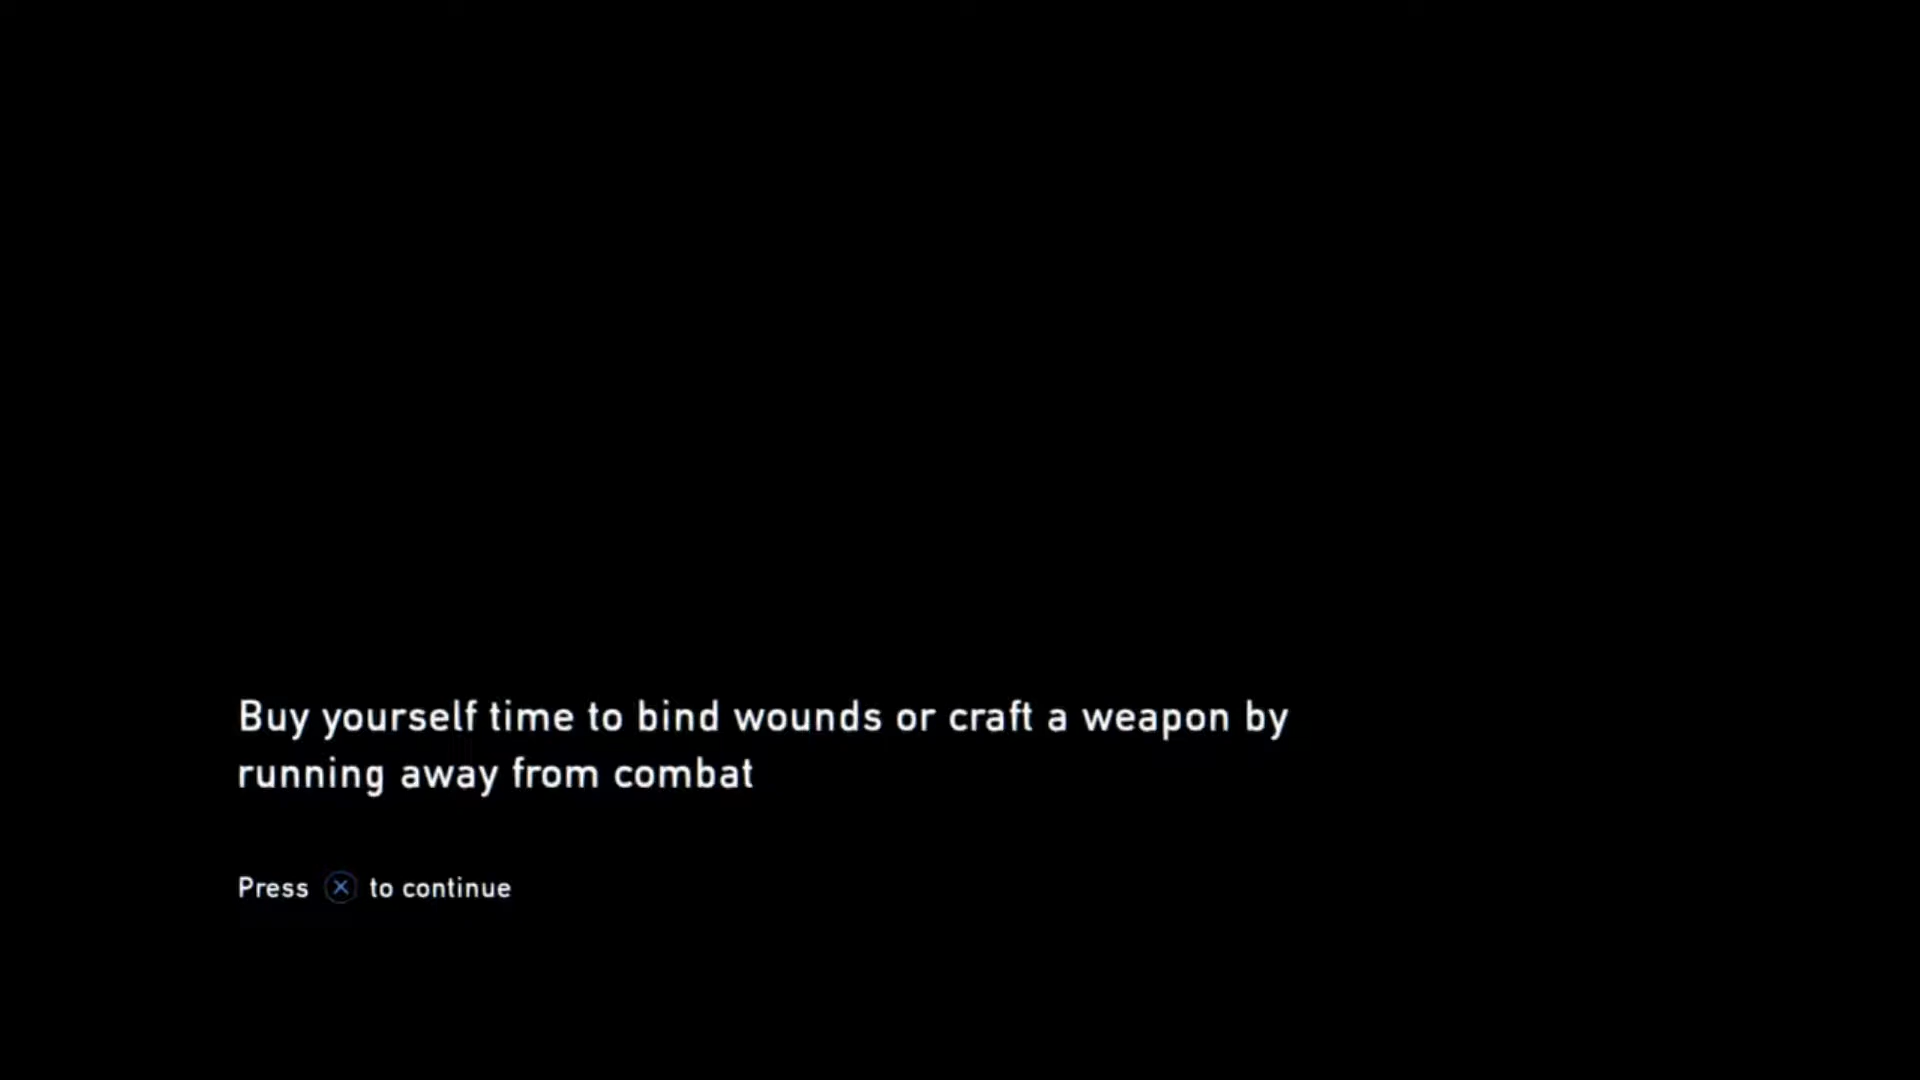 Buy yourself time to bind wounds or craft a weapon by
running away from combat
Press ⓧ to continue